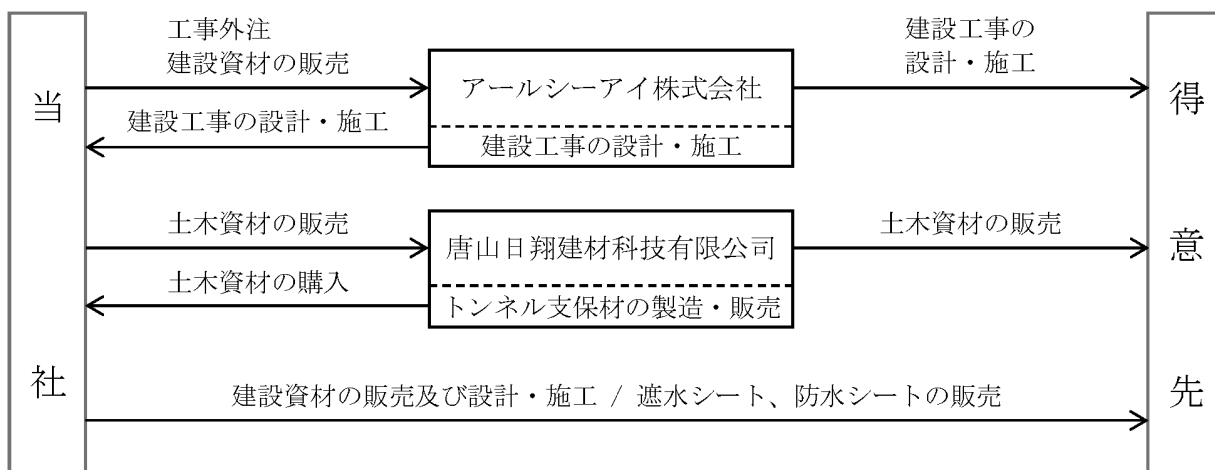 当社
工事外注
建設資材の販売
建設工事の設計・施工
アールシーアイ株式会社
建設工事の設計・施工
建設工事の
設計・施工
土木資材の販売
土木資材の購入
唐山日翔建材科技有限公司
トンネル支保材の製造・販売
土木資材の販売
建設資材の販売及び設計・施工 / 遮水シート、防水シートの販売
得意先